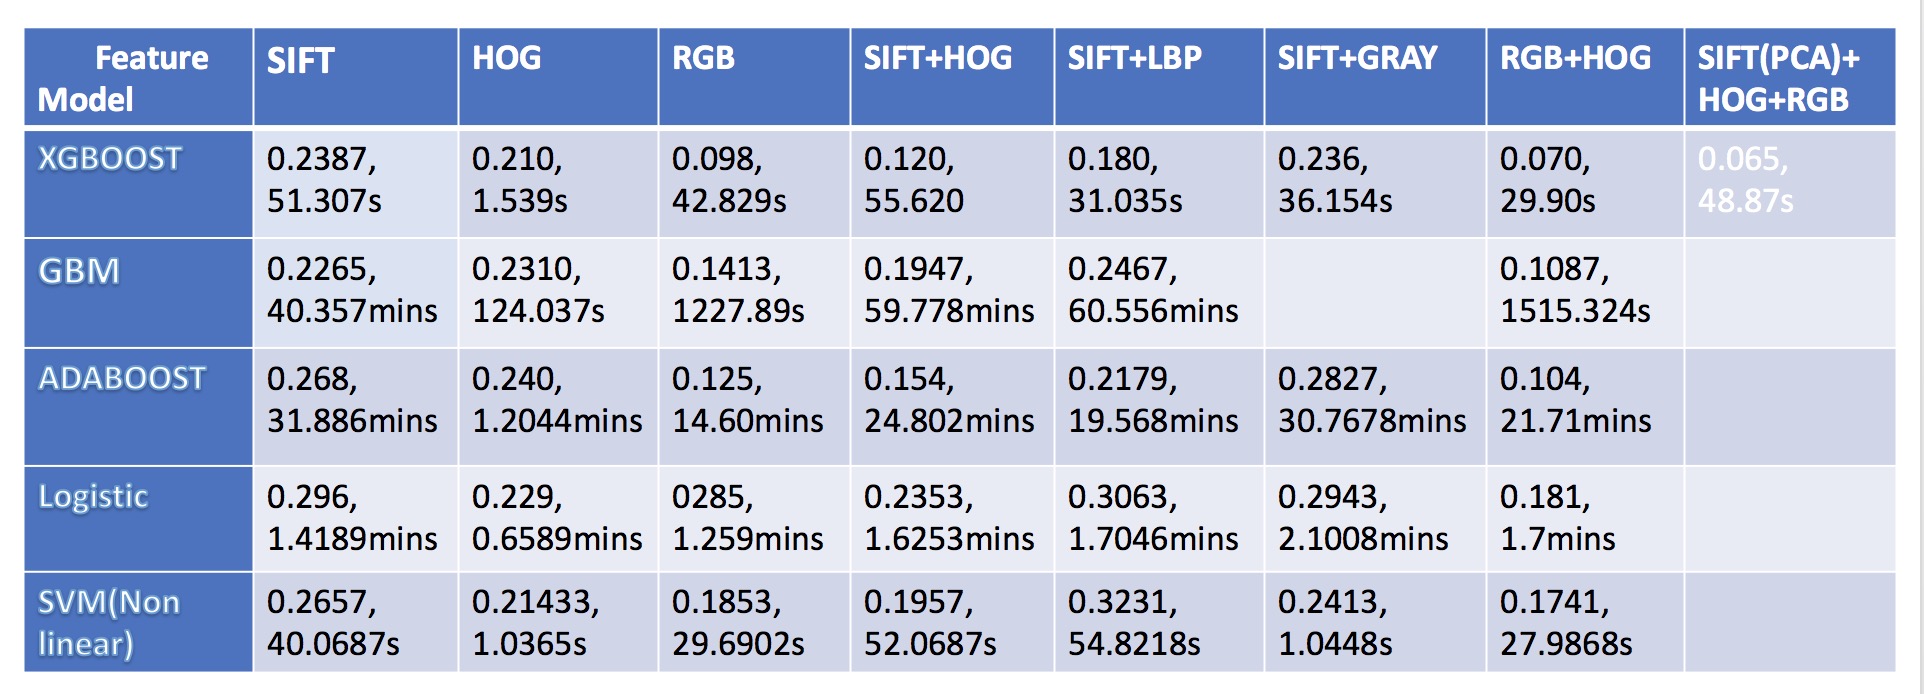 Feature
Model
SIFT
HOG
RGB
SIFT+HOG
SIFT+LBP
SIFT+GRAY
RGB+HOG
SIFT(PCA)+
HOG+RGB
XGBOOST
0.2387,
51.307s
0.210,
1.539s
0.098,
42.829s
0.120,
55.620
0.180,
31.035s
0.236,
36.154s
0.070,
29.90s
0.065,
48.87s
GBM
0.2265,
40.357mins
0.2310,
124.037s
0.1413,
1227.89s
0.1947,
59.778mins
0.2467,
60.556mins
0.1087,
1515.324s
ADABOOST
0.268,
31.886mins
0.240,
1.2044mins
0.125,
14.60mins
0.154,
24.802mins
0.2179,
19.568mins
0.2827,
30.7678mins
0.104,
21.71mins
Logistic
0.296,
1.4189mins
0.229,
0.6589mins
0285,
1.259mins
0.2353,
1.6253mins
0.3063,
1.7046mins
0.2943,
2.1008mins
0.181,
1.7mins
SVM(Non
linear)
0.2657,
40.0687s
0.21433,
1.0365s
0.1853,
29.6902s
0.1957,
52.0687s
0.3231,
54.8218s
0.2413,
1.0448s
0.1741,
27.9868s